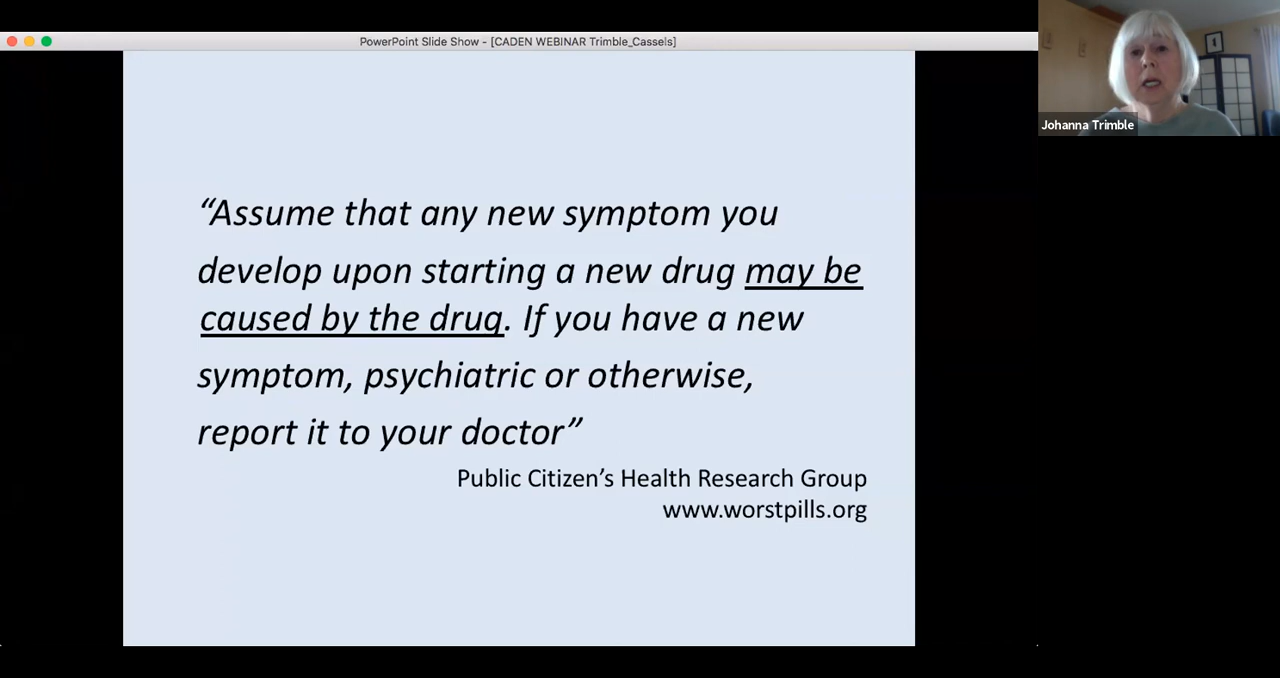 PowerPoint Slide Show - [CADEN WEBINAR Trimble_Cassels]
Johanna Trimble
“Assume that any new symptom you
develop upon starting a new drug may be
caused by the drug. If you have a new
symptom, psychiatric or otherwise,
report it to your doctor”
Public Citizen’s Health Research Group
www.worstpills.org